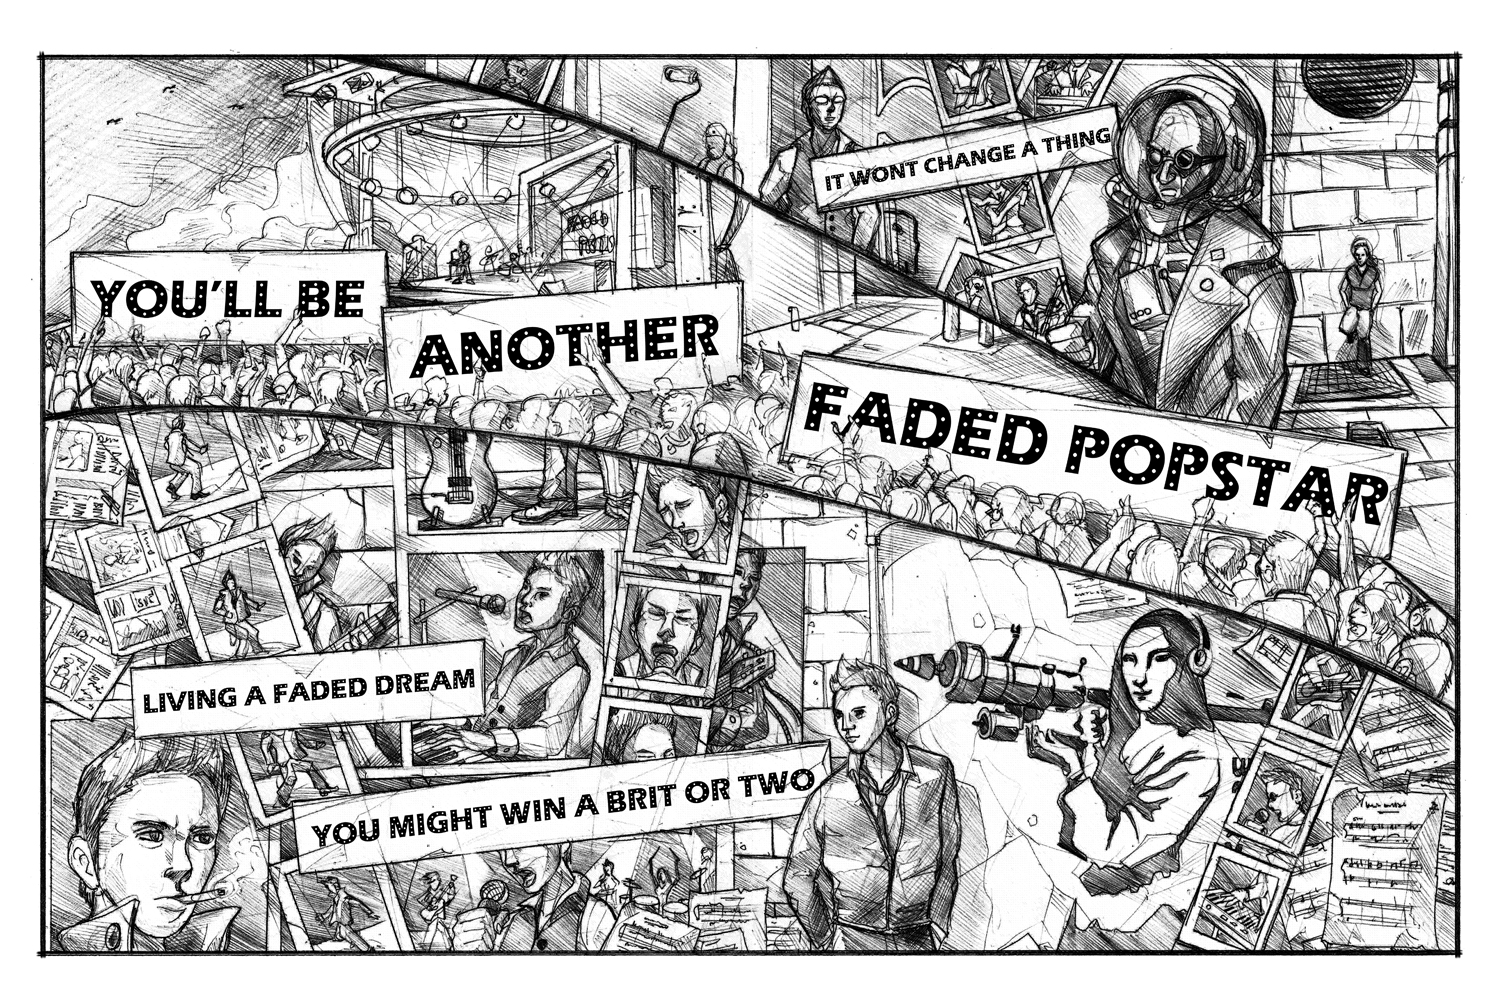 IT WONT CHANGE A THING
YOU'LL BE
ANOTHER
FADED POPSTAR
LIVING A FADED DREAM
YOU MIGHT WIN A BRIT OR TWO